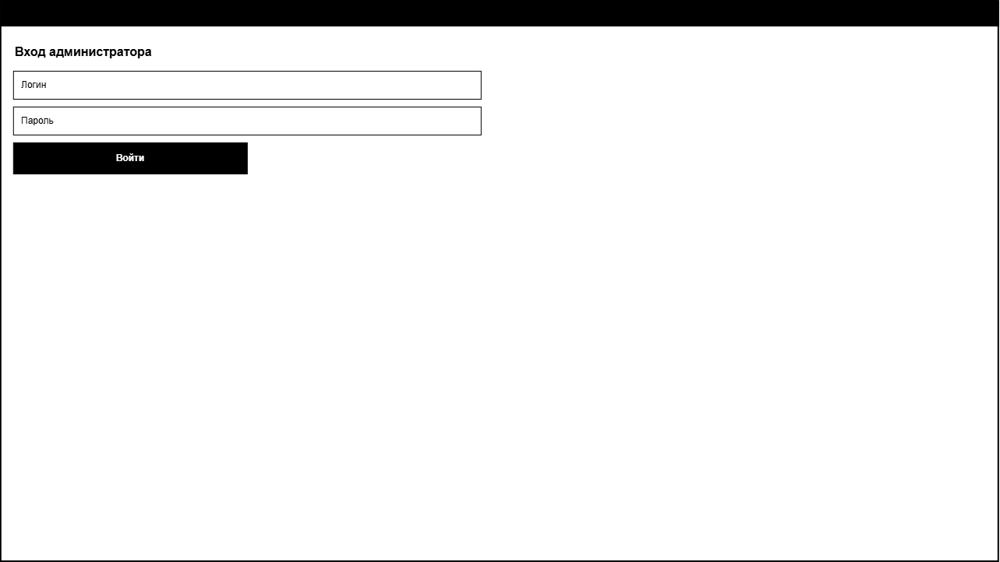 Вход администратора
Логин
Пароль
Войти